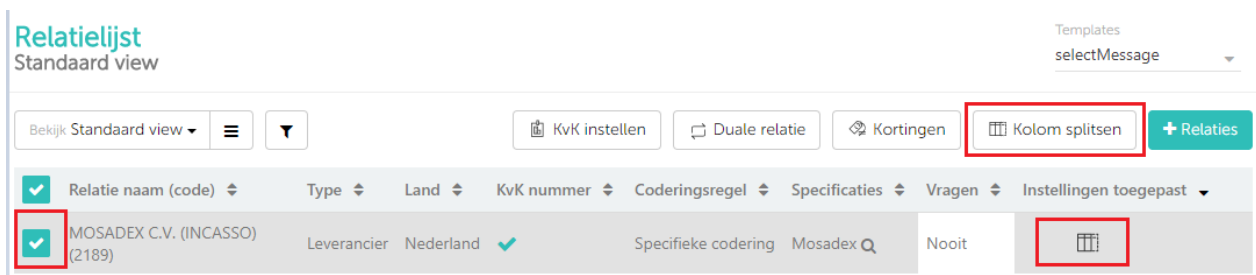 Relatielijst
Standaard view
Templates
selectMessage
Bekijk Standaard view
KvK instellen
Duale relatie
Kortingen
Kolom splitsen
+ Relaties
Relatie naam (code) Type Land KvK nummer Coderingsregel Specificaties Vragen Instellingen toegepast
MOSADEX C.V. (INCASSO)
(2189)
Leverancier Nederland Specifieke codering Mosadex Nooit